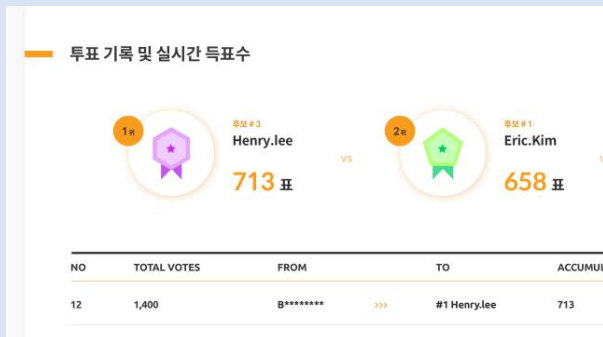 투표 기록 및 실시간 득표수
1위
후보 #3
Henry.lee
713 표
vs
2위
후보 #1
Eric.Kim
658 표
NO TOTAL VOTES FROM TO ACCUMUL
12 1,400 B******** >>> #1 Henry.lee 713